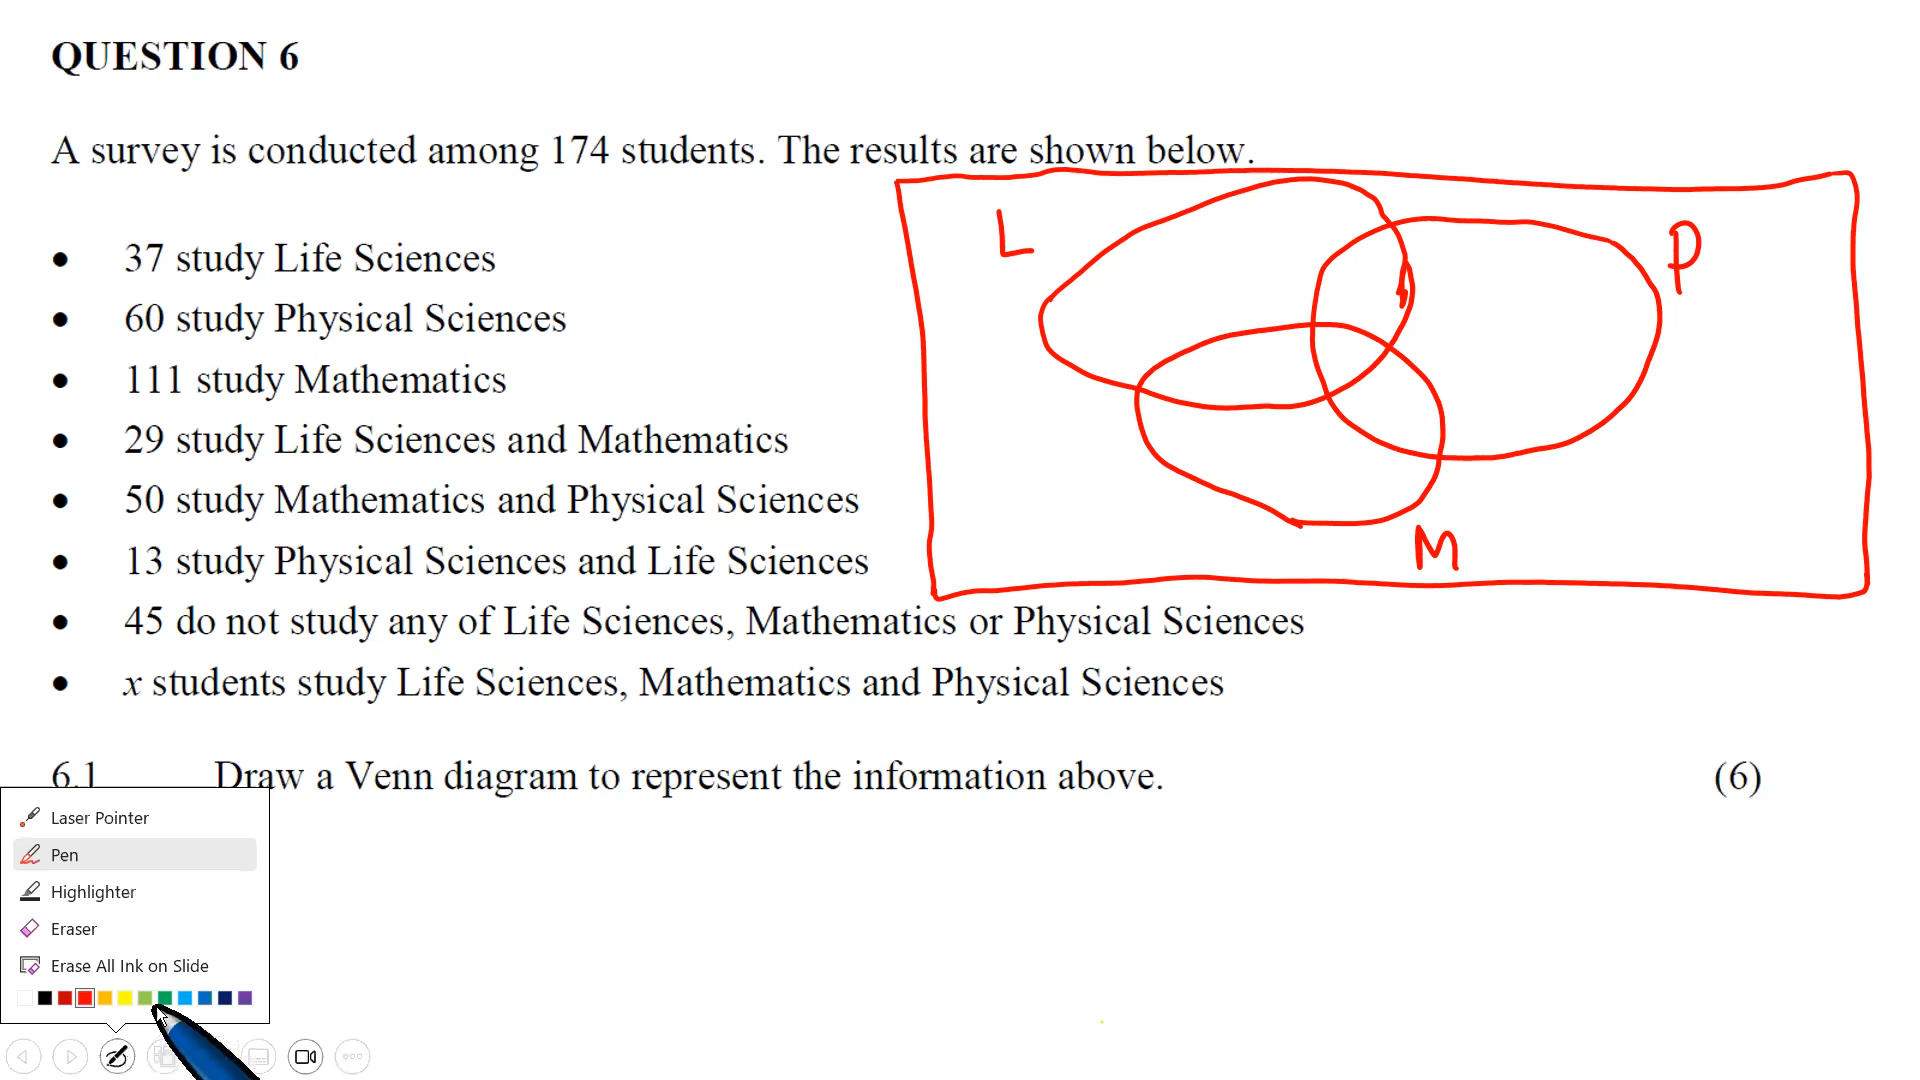 QUESTION 6
A survey is conducted among 174 students. The results are shown below.
• 37 study Life Sciences
• 60 study Physical Sciences
• 111 study Mathematics
• 29 study Life Sciences and Mathematics
• 50 study Mathematics and Physical Sciences
• 13 study Physical Sciences and Life Sciences
• 45 do not study any of Life Sciences, Mathematics or Physical Sciences
• x students study Life Sciences, Mathematics and Physical Sciences
L
P
M
6.1 Draw a Venn diagram to represent the information above. (6)
Laser Pointer
Pen
Highlighter
Eraser
Erase All Ink on Slide